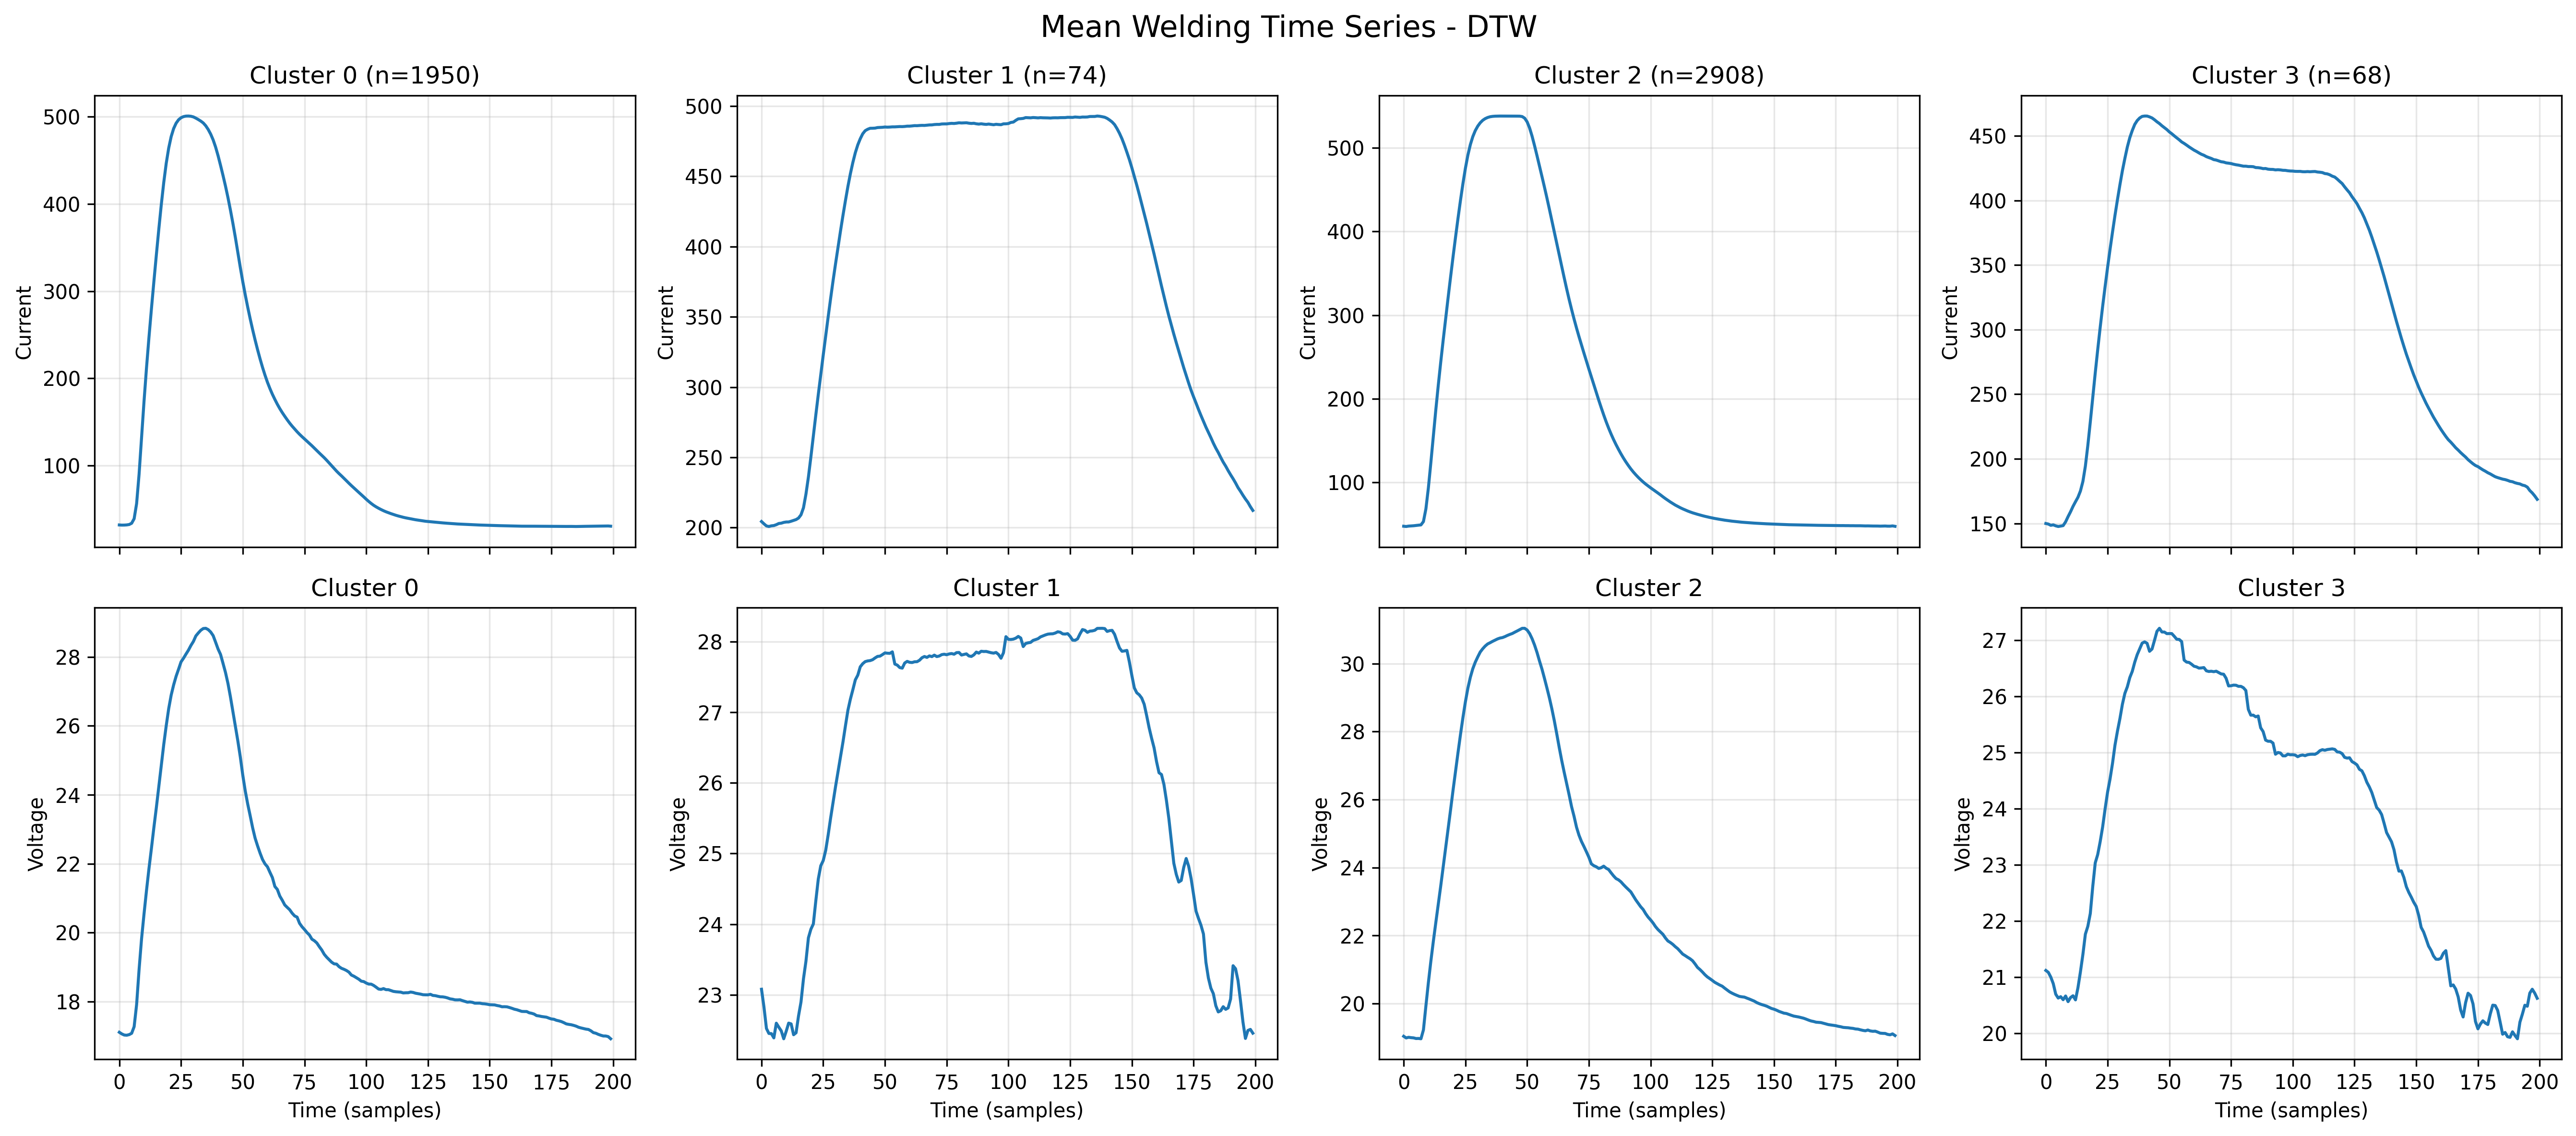 Mean Welding Time Series - DTW
Cluster 0 (n=1950)
Cluster 1 (n=74)
Cluster 2 (n=2908)
Cluster 3 (n=68)
Current
500
400
300
200
100
Current
500
450
400
350
300
250
200
Current
500
400
300
200
100
Current
450
400
350
300
250
200
150
Cluster 0
Cluster 1
Cluster 2
Cluster 3
Voltage
28
26
24
22
20
18
0 25 50 75 100 125 150 175 200
Time (samples)
Voltage
28
27
26
25
24
23
0 25 50 75 100 125 150 175 200
Time (samples)
Voltage
30
28
26
24
22
20
0 25 50 75 100 125 150 175 200
Time (samples)
Voltage
27
26
25
24
23
22
21
20
0 25 50 75 100 125 150 175 200
Time (samples)